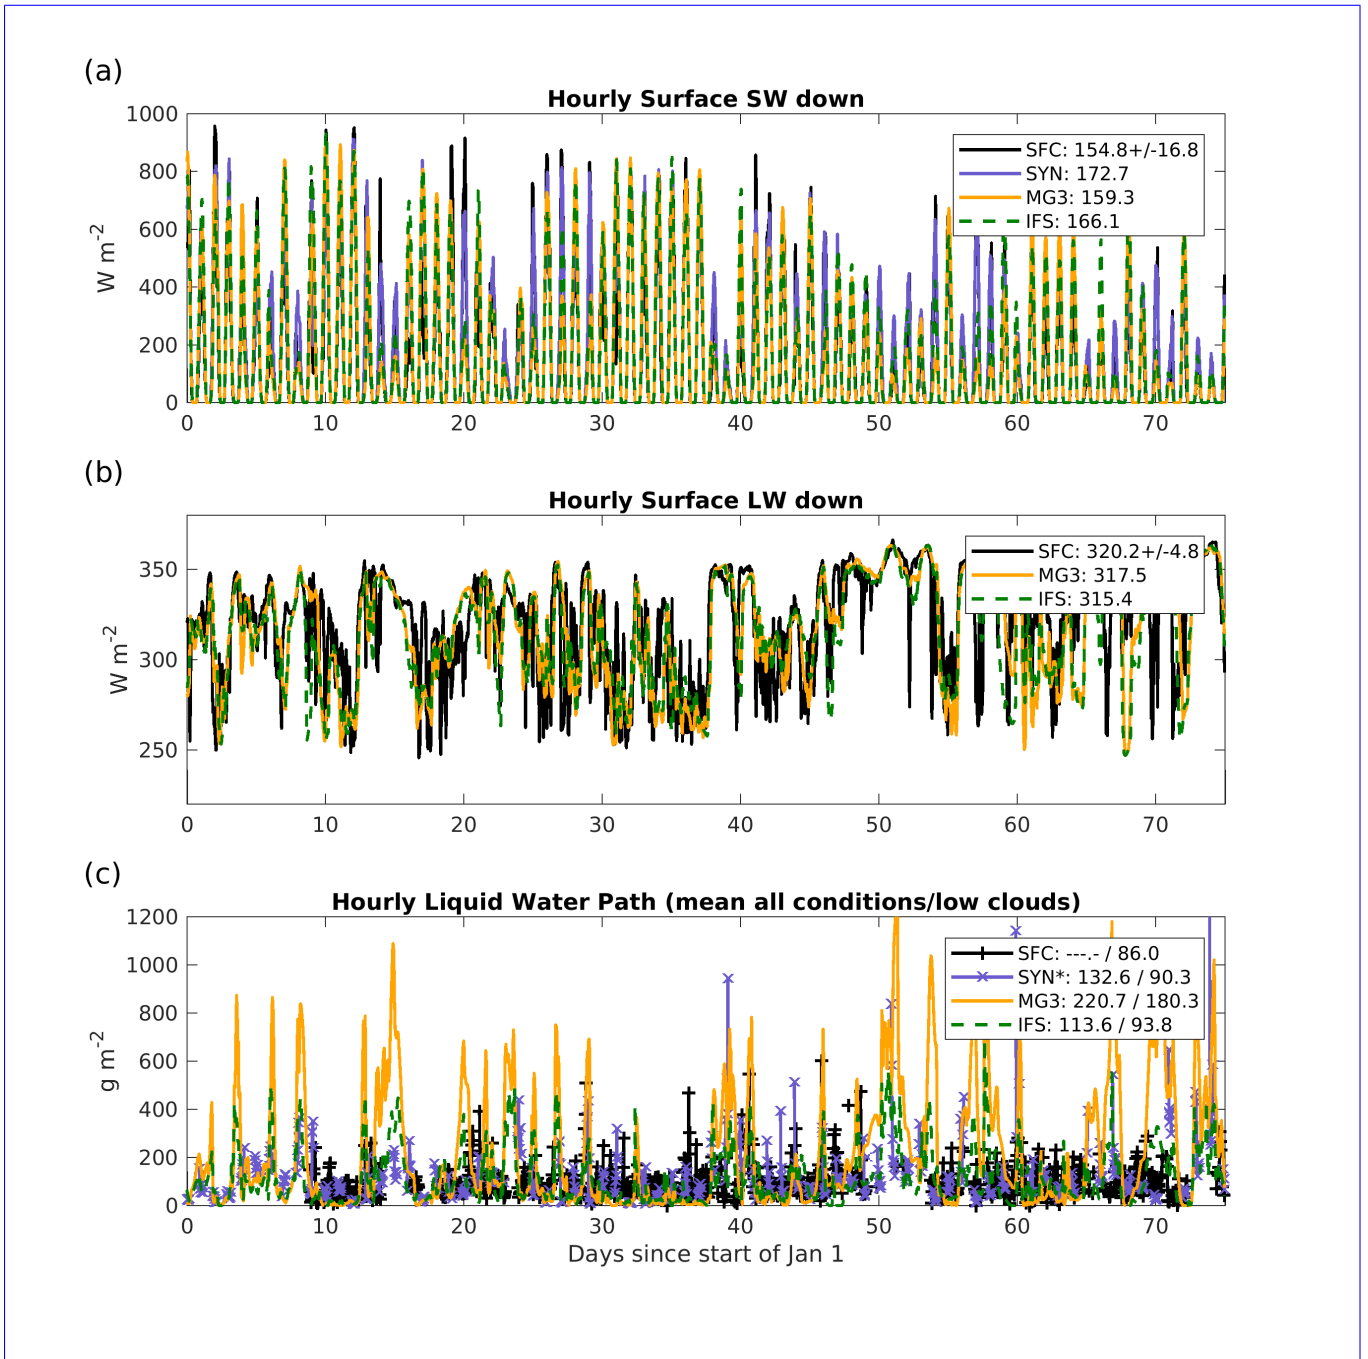 (a)
Hourly Surface SW down
1000
800
600
400
200
0
W m-2
SFC: 154.8+/-16.8
SYN: 172.7
MG3: 159.3
IFS: 166.1
0 10 20 30 40 50 60 70
(b)
Hourly Surface LW down
350
300
250
W m-2
SFC: 320.2+/-4.8
MG3: 317.5
IFS: 315.4
0 10 20 30 40 50 60 70
(c)
Hourly Liquid Water Path (mean all conditions/low clouds)
1200
1000
800
600
400
200
0
g m-2
SFC: ---.- / 86.0
SYN*: 132.6 / 90.3
MG3: 220.7 / 180.3
IFS: 113.6 / 93.8
0 10 20 30 40 50 60 70
Days since start of Jan 1